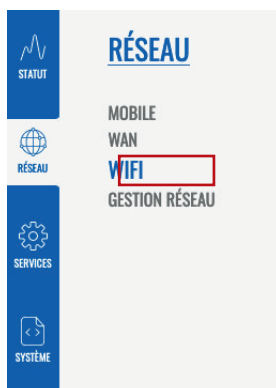 STATUT
RÉSEAU
SERVICES
SYSTÈME
RÉSEAU
MOBILE
WAN
WIFI
GESTION RÉSEAU